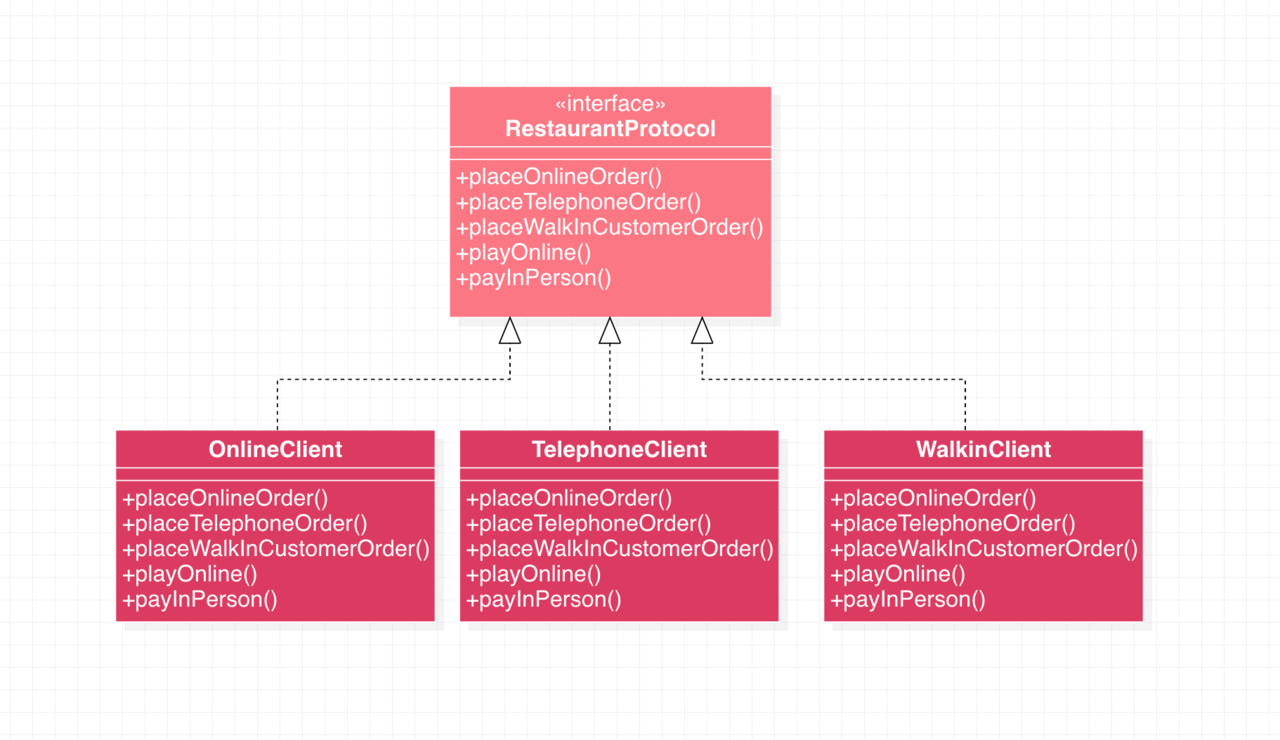 «interface»
RestaurantProtocol
+placeOnlineOrder()
+placeTelephoneOrder()
+placeWalkInCustomerOrder()
+playOnline()
+payInPerson()
OnlineClient
+placeOnlineOrder()
+placeTelephoneOrder()
+placeWalkInCustomerOrder()
+playOnline()
+payInPerson()
TelephoneClient
+placeOnlineOrder()
+placeTelephoneOrder()
+placeWalkInCustomerOrder()
+playOnline()
+payInPerson()
WalkinClient
+placeOnlineOrder()
+placeTelephoneOrder()
+placeWalkInCustomerOrder()
+playOnline()
+payInPerson()